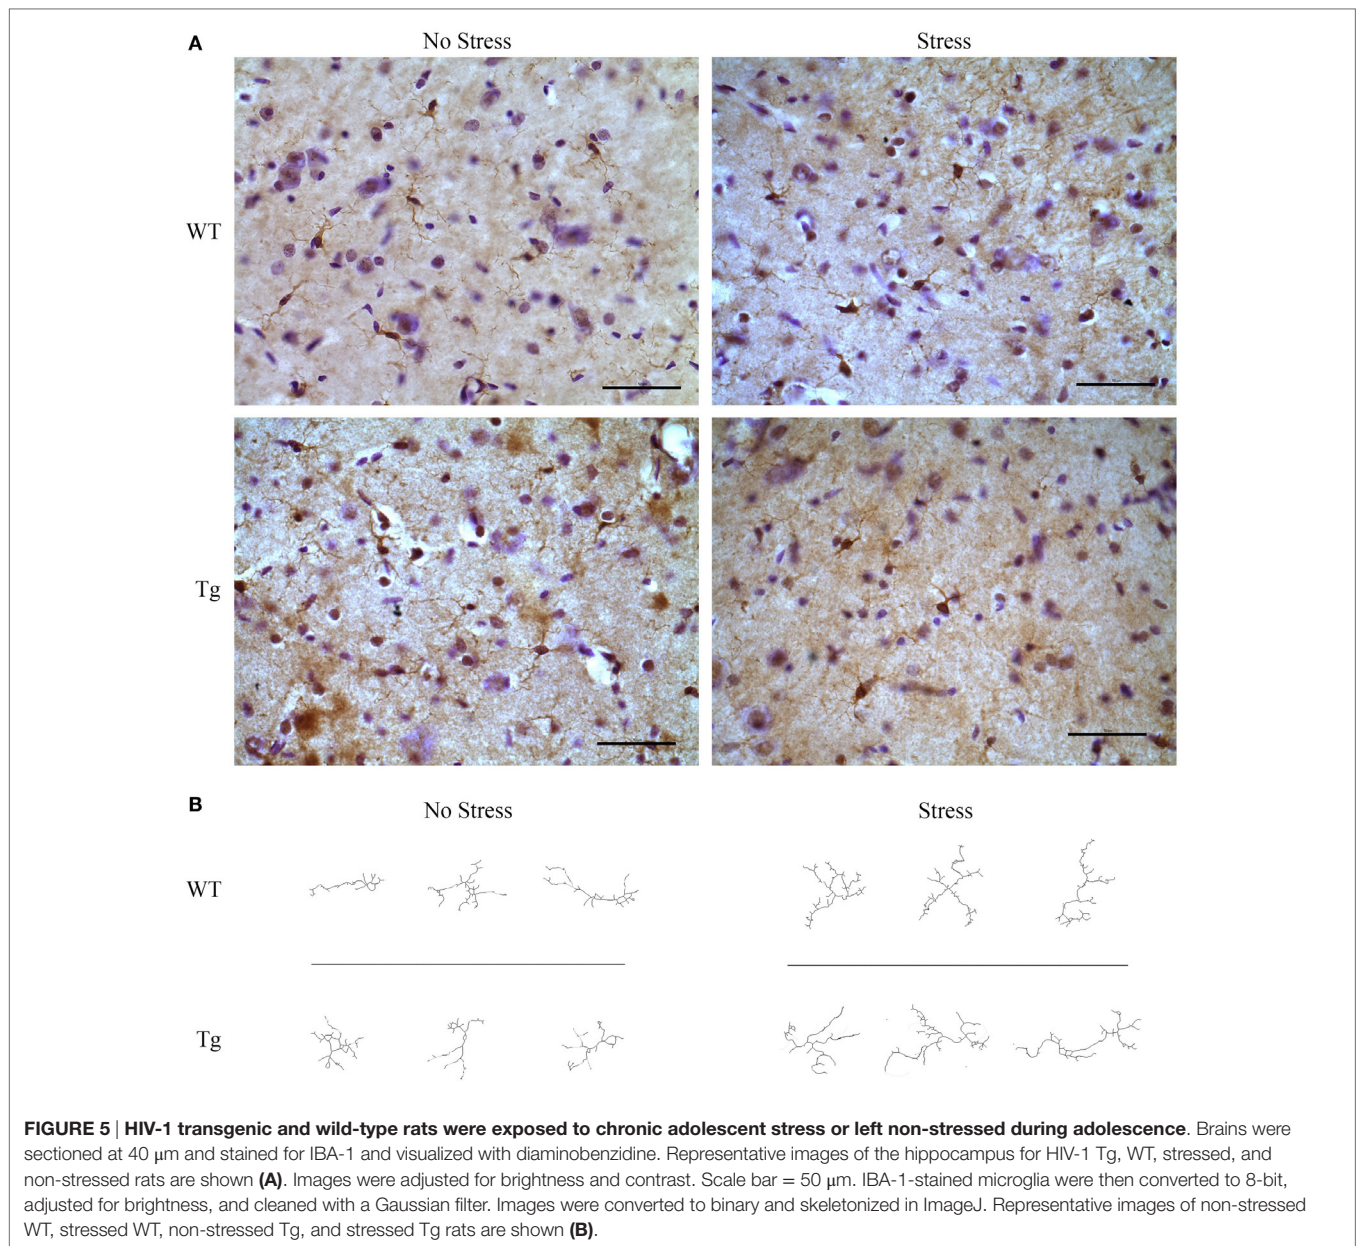 A
No Stress
Stress
WT
Tg
B
No Stress
Stress
WT
Tg
FIGURE 5 | HIV-1 transgenic and wild-type rats were exposed to chronic adolescent stress or left non-stressed during adolescence. Brains were
sectioned at 40 μm and stained for IBA-1 and visualized with diaminobenzidine. Representative images of the hippocampus for HIV-1 Tg, WT, stressed, and
non-stressed rats are shown (A). Images were adjusted for brightness and contrast. Scale bar = 50 μm. IBA-1-stained microglia were then converted to 8-bit,
adjusted for brightness, and cleaned with a Gaussian filter. Images were converted to binary and skeletonized in ImageJ. Representative images of non-stressed
WT, stressed WT, non-stressed Tg, and stressed Tg rats are shown (B).